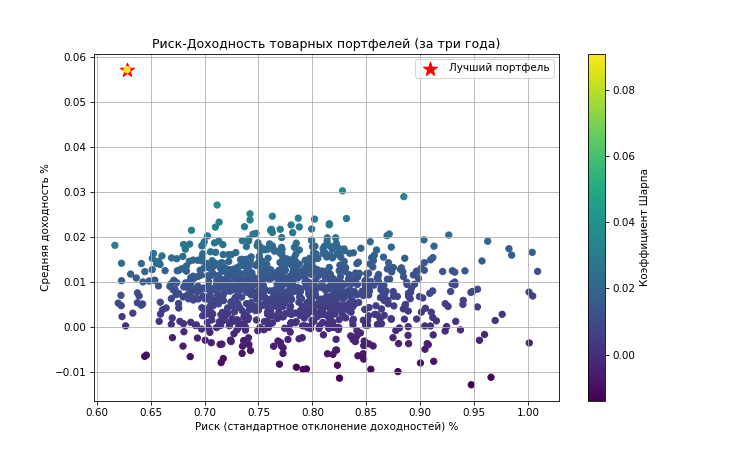 Риск-Доходность товарных портфелей (за три года)
Лучший портфель
Средняя доходность %
0.06
0.05
0.04
0.03
0.02
0.01
0.00
−0.01
0.60 0.65 0.70 0.75 0.80 0.85 0.90 0.95 1.00
Риск (стандартное отклонение доходностей) %
0.08
0.06
0.04
0.02
0.00
Коэффициент Шарпа